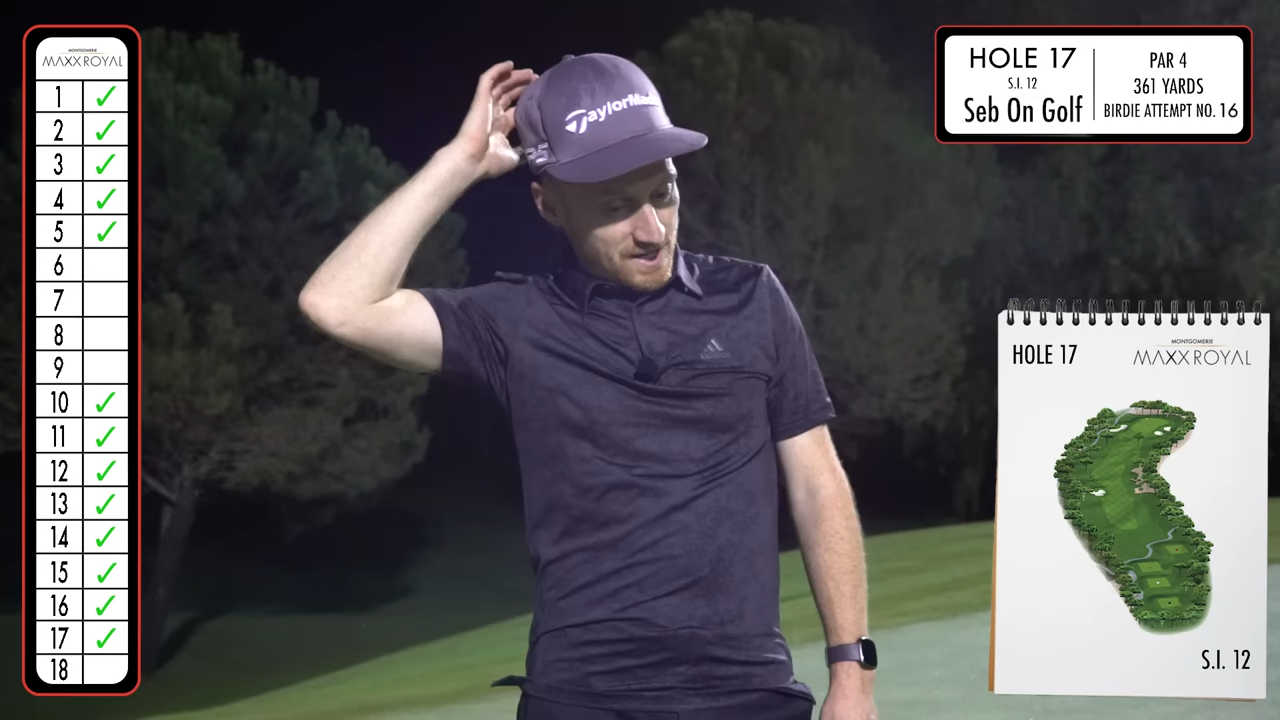 MONTGOMERIE
MAXX ROYAL
1 ✓
2 ✓
3 ✓
4 ✓
5 ✓
6
7
8
9
10 ✓
11 ✓
12 ✓
13 ✓
14 ✓
15 ✓
16 ✓
17 ✓
18
TaylorMade
HOLE 17
S.I. 12
Seb On Golf
PAR 4
361 YARDS
BIRDIE ATTEMPT NO. 16
HOLE 17
MONTGOMERIE
MAXX ROYAL
S.I. 12